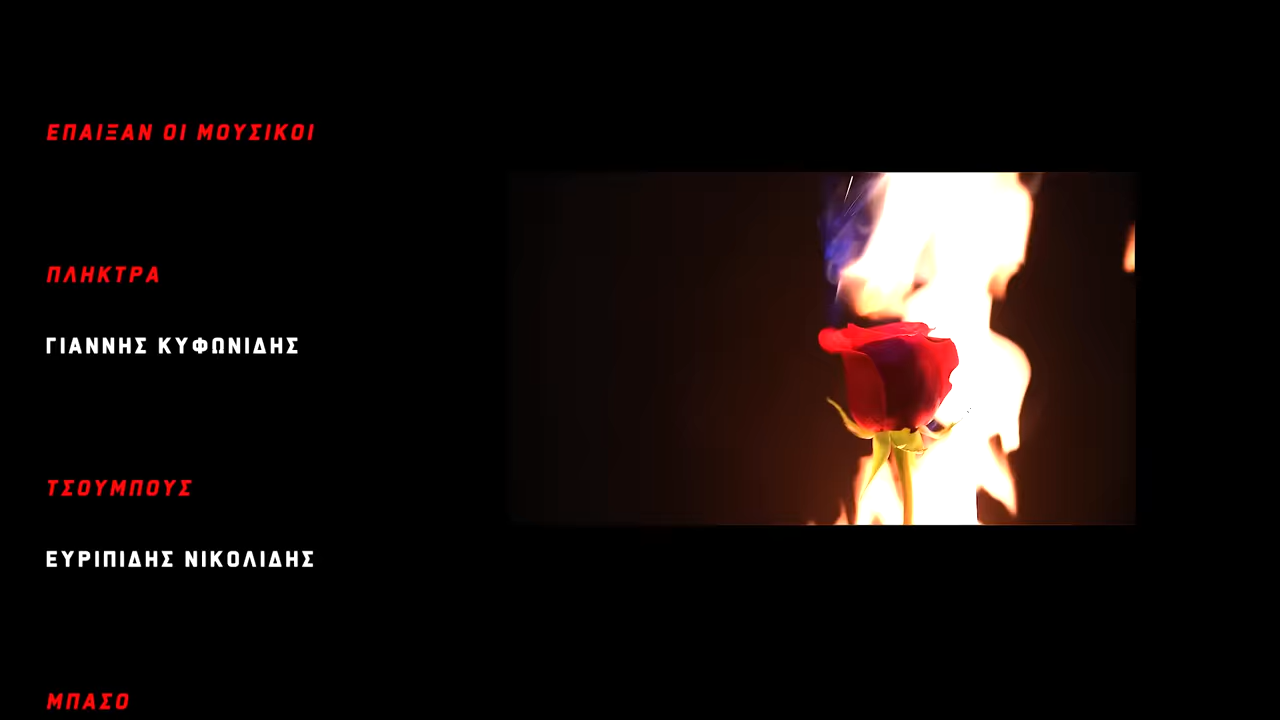 ΕΠΑΙΞΑΝ ΟΙ ΜΟΥΣΙΚΟΙ
ΠΛΗΚΤΡΑ
ΓΙΑΝΝΗΣ ΚΥΦΩΝΙΔΗΣ
ΤΣΟΥΜΠΟΥΣ
ΕΥΡΙΠΙΔΗΣ ΝΙΚΟΛΙΔΗΣ
ΜΠΑΣΟ